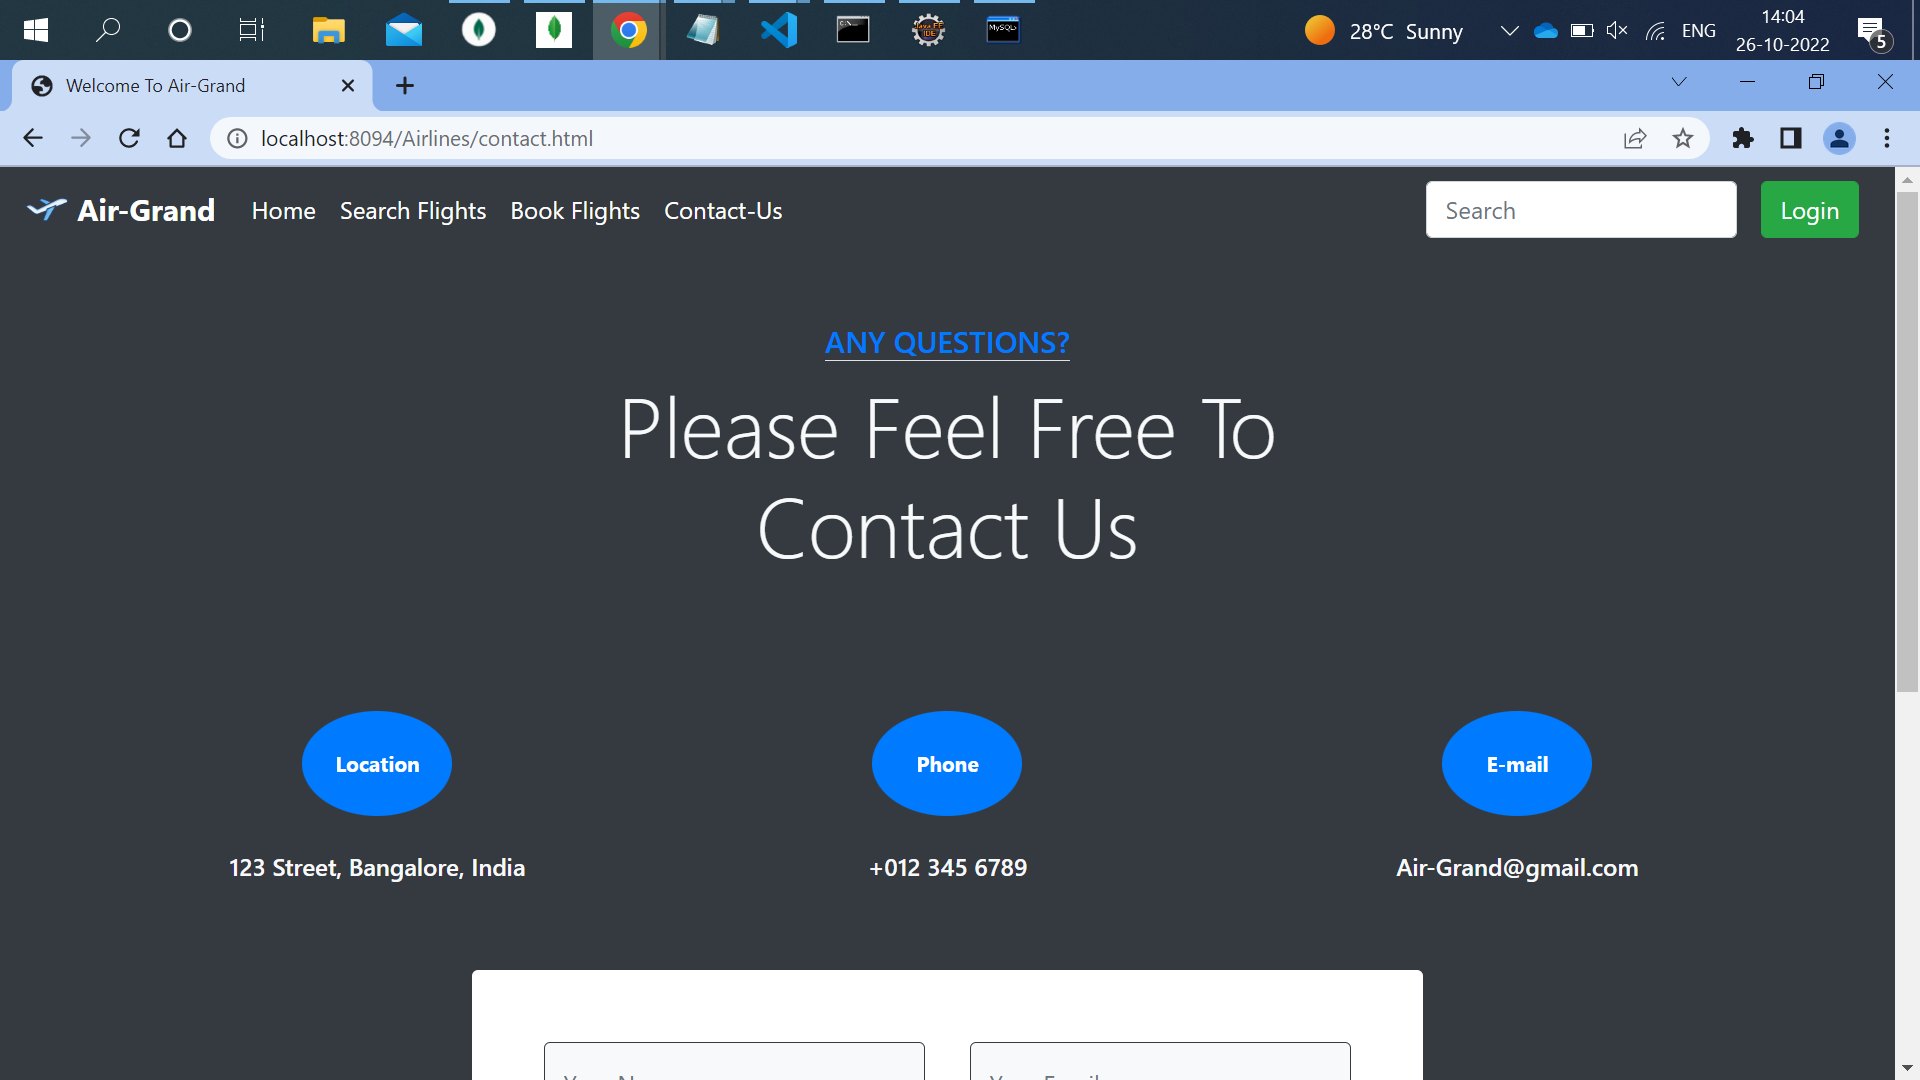 28°C Sunny
ENG
14:04
26-10-2022
5
Welcome To Air-Grand
localhost:8094/Airlines/contact.html
Air-Grand Home Search Flights Book Flights Contact-Us Search Login
ANY QUESTIONS?
Please Feel Free To
Contact Us
Location Phone E-mail
123 Street, Bangalore, India +012 345 6789 Air-Grand@gmail.com